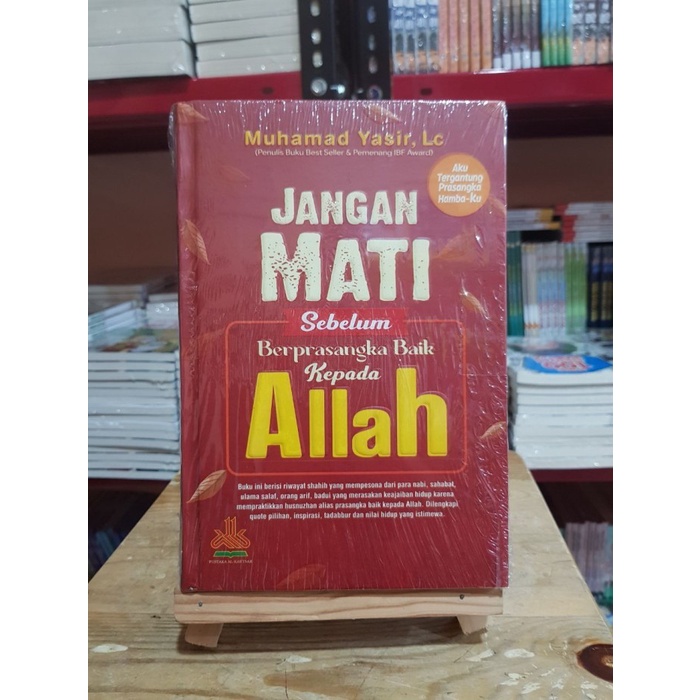 Muhamad Yasir, Lc
(Penulis Buku Best Seller & Pemenang IBF Award)
Aku
Tergantung
Prasangka
Hamba-Ku
JANGAN
MATI
Sebelum
Berprasangka Baik
Kepada
Allah
Buku ini berisi riwayat shahih yang mempesona dari para nabi, sahabat,
ulama salaf, orang arif, badui yang merasakan keajaiban hidup karena
mempraktikkan husnuzhan alias prasangka baik kepada Allah. Dilengkapi
quote pilihan, inspirasi, tadabbur dan nilai hidup yang istimewa.
PUSTAKA AL-KAUTSAR